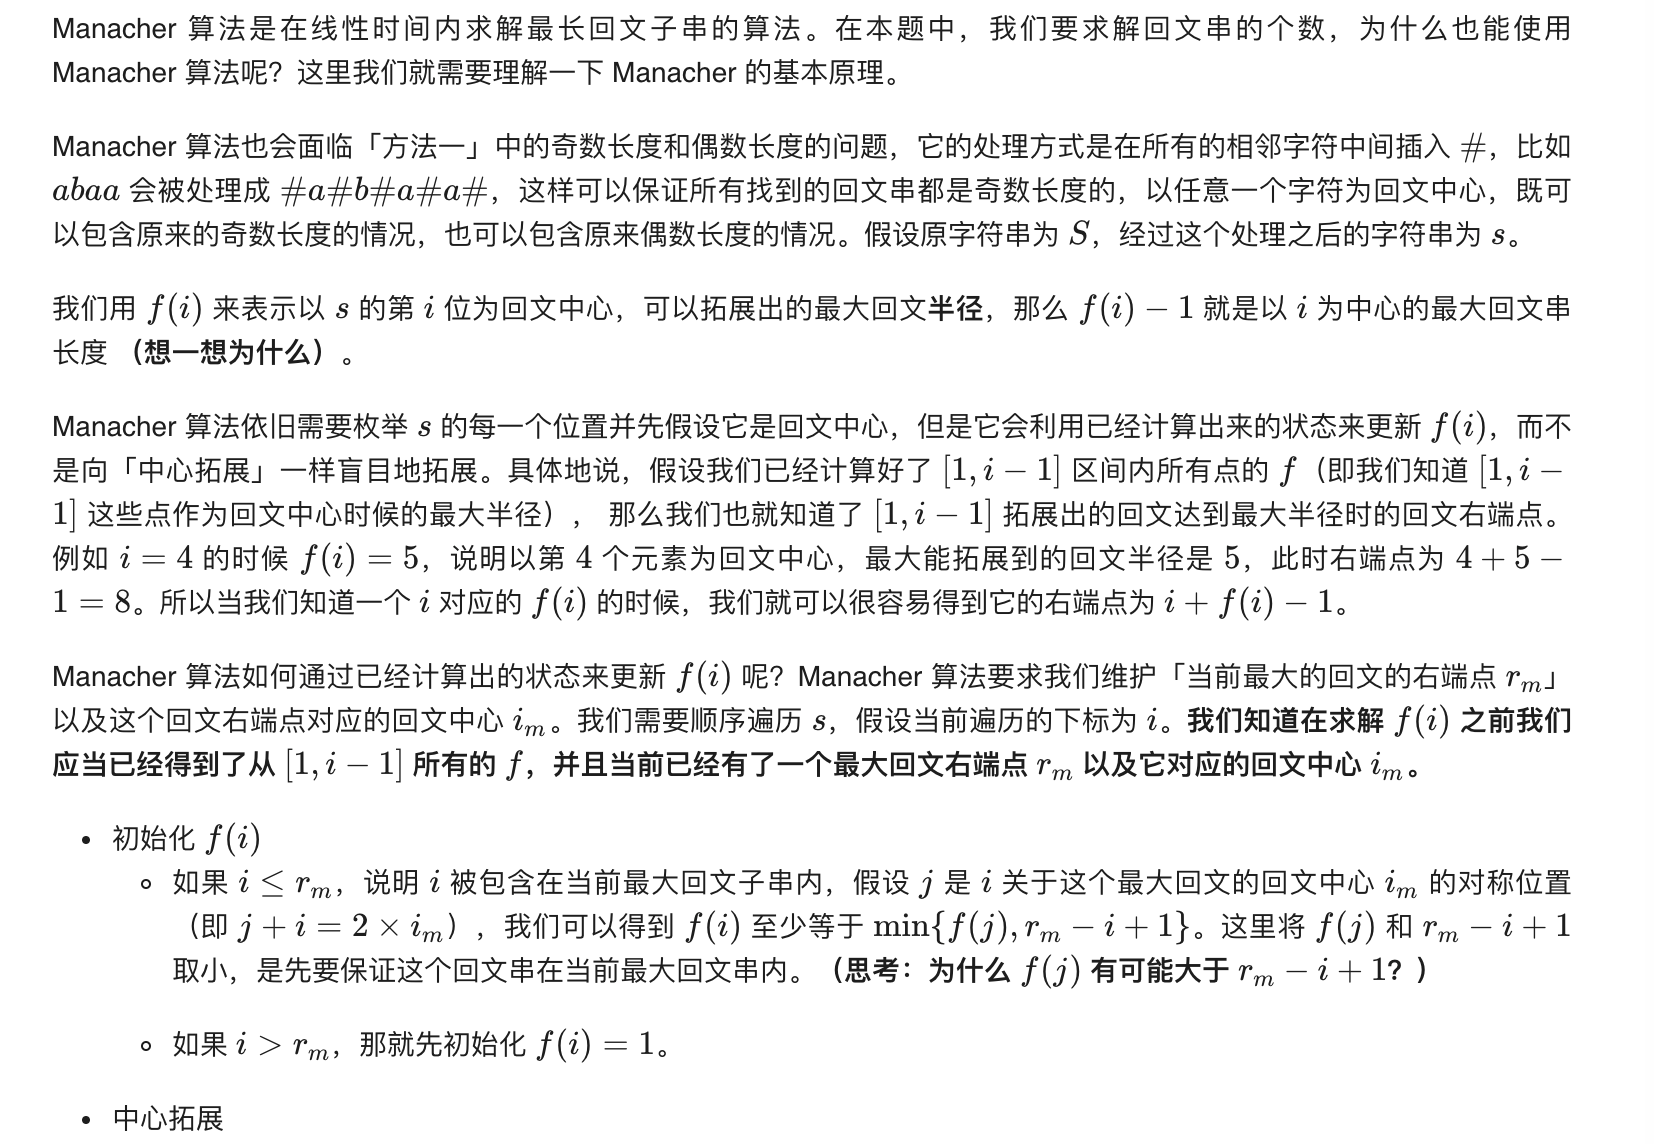 Manacher 算法是在线性时间内求解最长回文子串的算法。在本题中，我们要求解回文串的个数，为什么也能使用
Manacher 算法呢？这里我们就需要理解一下 Manacher 的基本原理。
Manacher 算法也会面临「方法一」中的奇数长度和偶数长度的问题，它的处理方式是在所有的相邻字符中间插入 #，比如
abaa 会被处理成 #a#b#a#a#，这样可以保证所有找到的回文串都是奇数长度的，以任意一个字符为回文中心，既可
以包含原来的奇数长度的情况，也可以包含原来偶数长度的情况。假设原字符串为 S，经过这个处理之后的字符串为 s。
我们用 f(i) 来表示以 s 的第 i 位为回文中心，可以拓展出的最大回文半径，那么 f(i) − 1 就是以 i 为中心的最大回文串
长度 （想一想为什么）。
Manacher 算法依旧需要枚举 s 的每一个位置并先假设它是回文中心，但是它会利用已经计算出来的状态来更新 f(i)，而不
是向「中心拓展」一样盲目地拓展。具体地说，假设我们已经计算好了 [1, i − 1] 区间内所有点的 f（即我们知道 [1, i −
1] 这些点作为回文中心时候的最大半径）， 那么我们也就知道了 [1, i − 1] 拓展出的回文达到最大半径时的回文右端点。
例如 i = 4 的时候 f(i) = 5，说明以第 4 个元素为回文中心，最大能拓展到的回文半径是 5，此时右端点为 4 + 5 −
1 = 8。所以当我们知道一个 i 对应的 f(i) 的时候，我们就可以很容易得到它的右端点为 i + f(i) − 1。
Manacher 算法如何通过已经计算出的状态来更新 f(i) 呢？Manacher 算法要求我们维护「当前最大的回文的右端点 rₘ」
以及这个回文右端点对应的回文中心 iₘ。我们需要顺序遍历 s，假设当前遍历的下标为 i。我们知道在求解 f(i) 之前我们
应当已经得到了从 [1, i − 1] 所有的 f，并且当前已经有了一个最大回文右端点 rₘ 以及它对应的回文中心 iₘ。
• 初始化 f(i)
◦ 如果 i ≤ rₘ，说明 i 被包含在当前最大回文子串内，假设 j 是 i 关于这个最大回文的回文中心 iₘ 的对称位置
（即 j + i = 2 × iₘ），我们可以得到 f(i) 至少等于 min{f(j), rₘ − i + 1}。这里将 f(j) 和 rₘ − i + 1
取小，是先要保证这个回文串在当前最大回文串内。（思考：为什么 f(j) 有可能大于 rₘ − i + 1？）
◦ 如果 i > rₘ，那就先初始化 f(i) = 1。
• 中心拓展